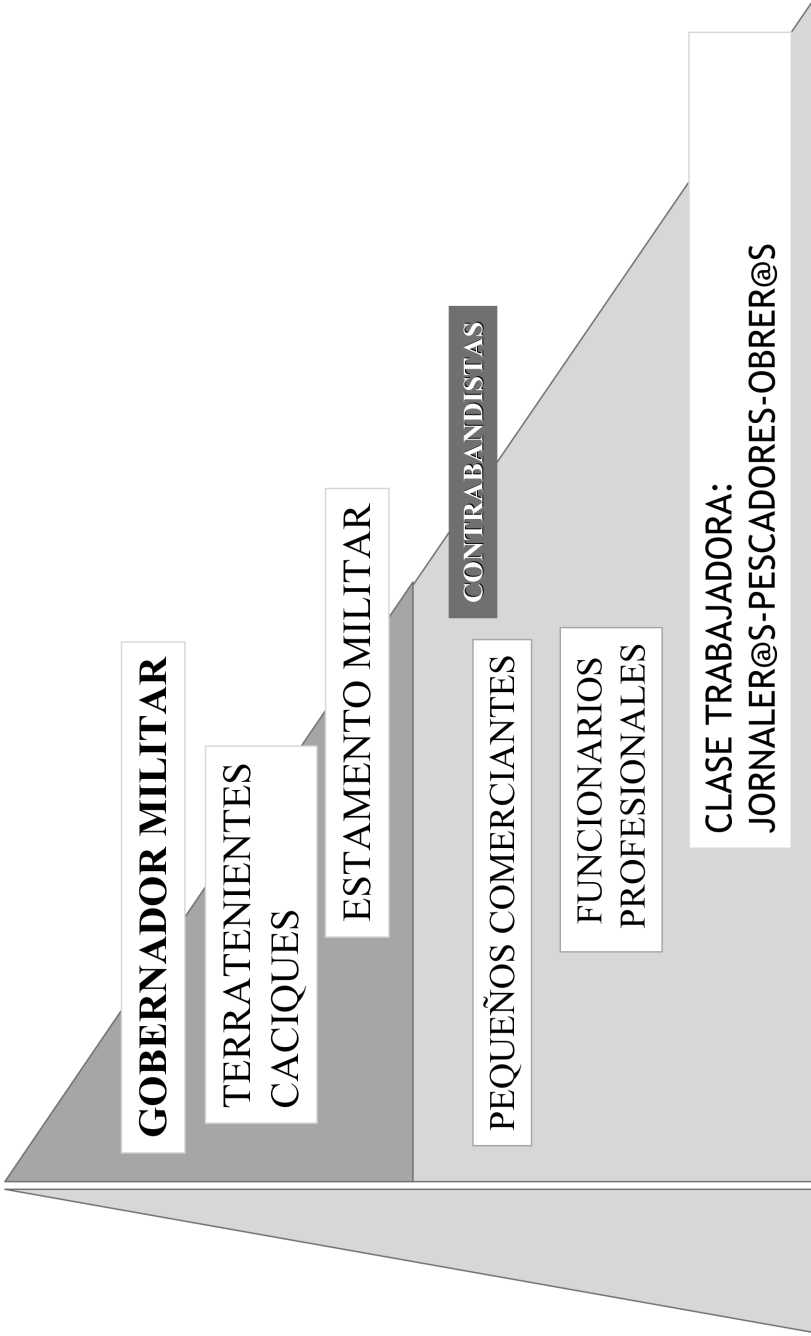 GOBERNADOR MILITAR
TERRATENIENTES
CACIQUES
ESTAMENTO MILITAR
CONTRABANDISTAS
PEQUEÑOS COMERCIANTES
FUNCIONARIOS
PROFESIONALES
CLASE TRABAJADORA:
JORNALER@S-PESCADORES-OBRER@S